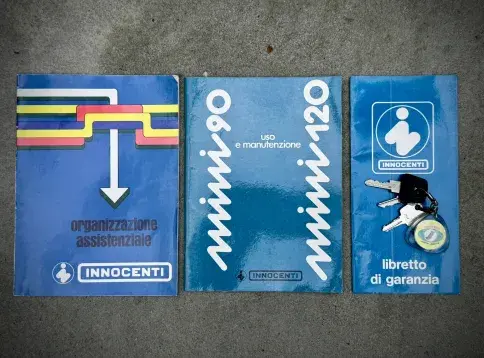 organizzazione
assistenziale
INNOCENTI
mini 90
uso
e manutenzione
mini 120
INNOCENTI
INNOCENTI
libretto
di garanzia